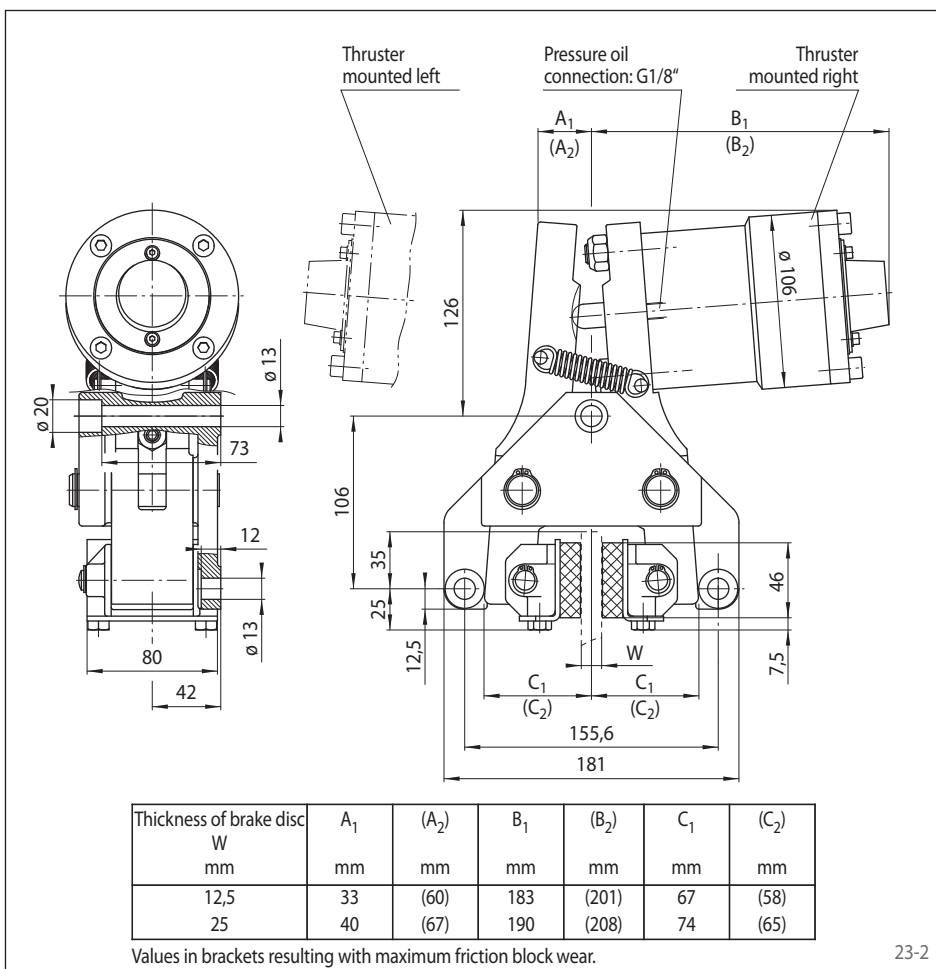 Thruster
mounted left
Pressure oil
connection: G1/8“
Thruster
mounted right
A1
(A2)
B1
(B2)
126
ø 106
ø 13
ø 20
73
106
12
35
46
25
12,5
7,5
ø 13
W
80
42
C1
(C2)
C1
(C2)
155,6
181
Thickness of brake disc A1 (A2) B1 (B2) C1 (C2)
W
mm mm mm mm mm mm mm
12,5 33 (60) 183 (201) 67 (58)
25 40 (67) 190 (208) 74 (65)
Values in brackets resulting with maximum friction block wear.
23-2